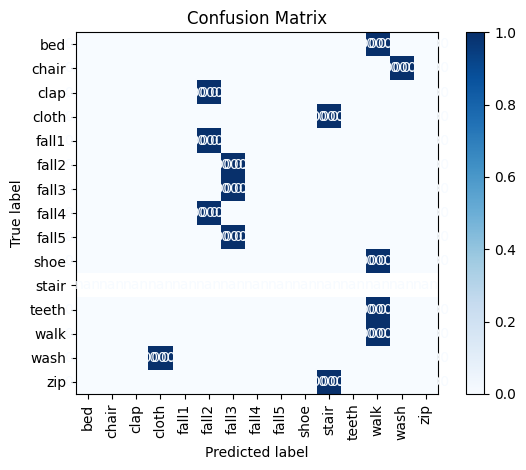 Confusion Matrix
True label
bed
chair
clap
cloth
fall1
fall2
fall3
fall4
fall5
shoe
stair
teeth
walk
wash
zip
bed
chair
clap
cloth
fall1
fall2
fall3
fall4
fall5
shoe
stair
teeth
walk
wash
zip
Predicted label
1.0
0.8
0.6
0.4
0.2
0.0